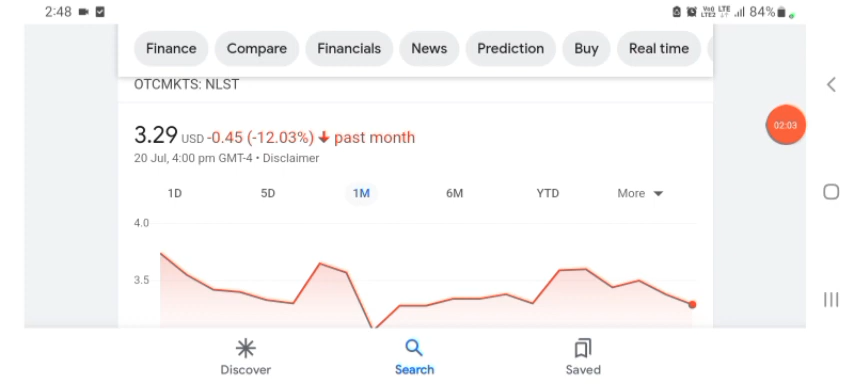 2:48 84%
Finance Compare Financials News Prediction Buy Real time
OTCMKTS: NLST
02:03
3.29 USD -0.45 (-12.03%) past month
20 Jul, 4:00 pm GMT-4 • Disclaimer
1D 5D 1M 6M YTD More
4.0
3.5
Discover Search Saved